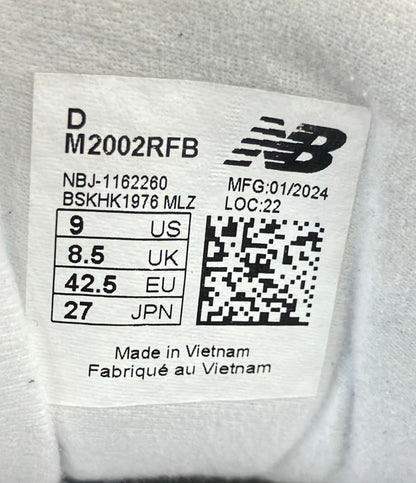 D
M2002RFB
NB
NBJ-1162260
BSKHK1976 MLZ
MFG:01/2024
LOC:22
9 US
8.5 UK
42.5 EU
27 JPN
Made in Vietnam
Fabriqué au Vietnam